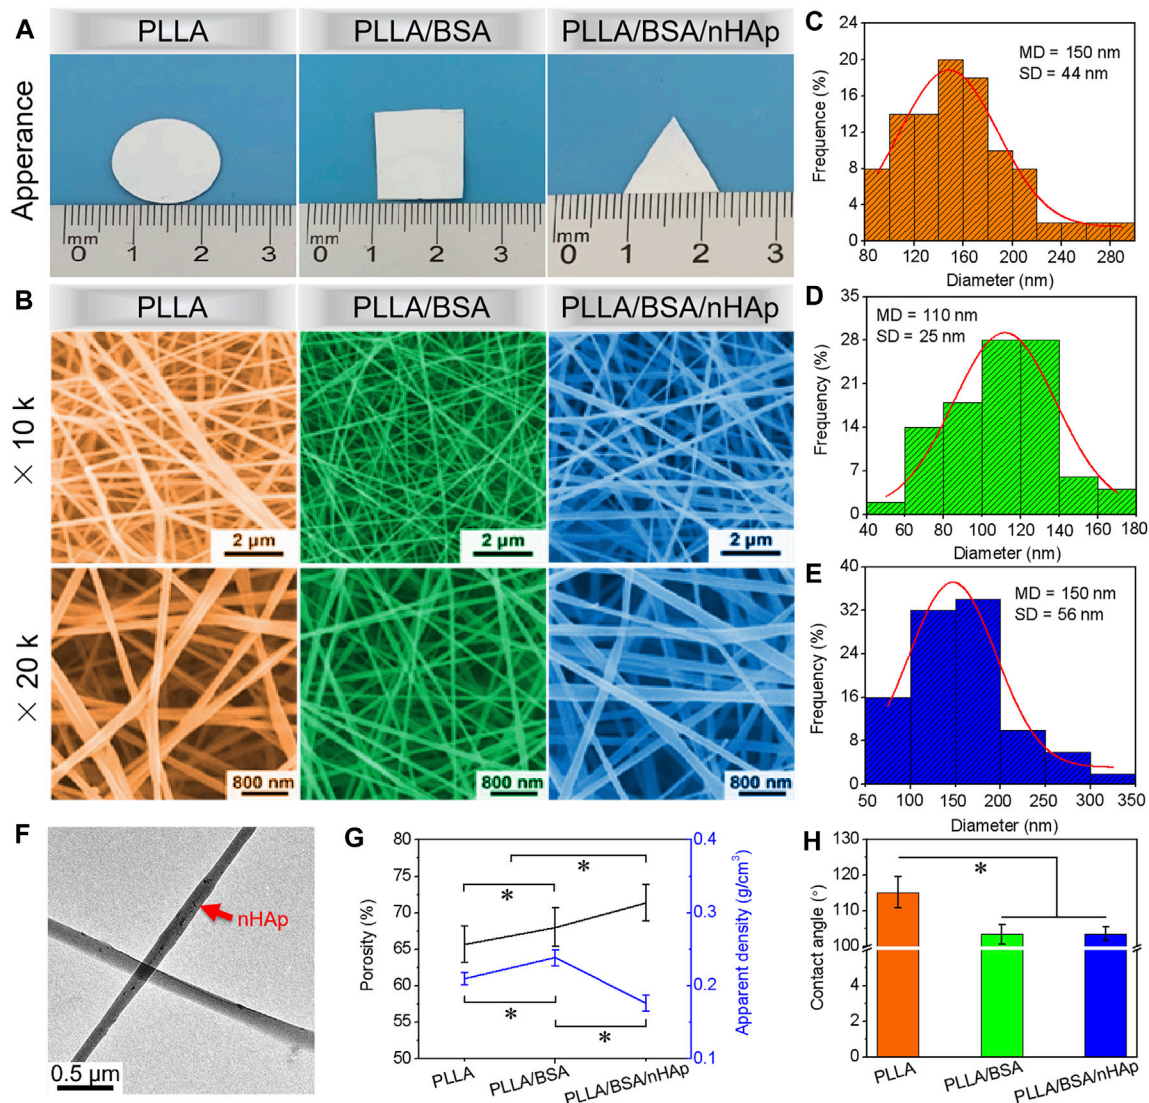 A
PLLA
PLLA/BSA
PLLA/BSA/nHAp
Apperance
mm
0 1 2 3
mm
0 1 2 3
mm
0 1 2 3
B
PLLA
PLLA/BSA
PLLA/BSA/nHAp
× 10 k
2 µm
2 µm
2 µm
× 20 k
800 nm
800 nm
800 nm
C
MD = 150 nm
SD = 44 nm
Frequence (%)
24
20
16
12
8
4
0
80 120 160 200 240 280
Diameter (nm)
D
MD = 110 nm
SD = 25 nm
Frequency (%)
35
28
21
14
7
0
40 60 80 100 120 140 160 180
Diameter (nm)
E
MD = 150 nm
SD = 56 nm
Frequency (%)
40
32
24
16
8
0
50 100 150 200 250 300 350
Diameter (nm)
F
nHAp
0.5 µm
G
Porosity (%)
80
75
70
65
60
55
50
*
*
*
*
0.4
0.3
0.2
0.1
Apparent density (g/cm³)
PLLA
PLLA/BSA
PLLA/BSA/nHAp
H
Contact angle (°)
130
125
120
115
110
105
100
6
4
2
0
*
PLLA
PLLA/BSA
PLLA/BSA/nHAp